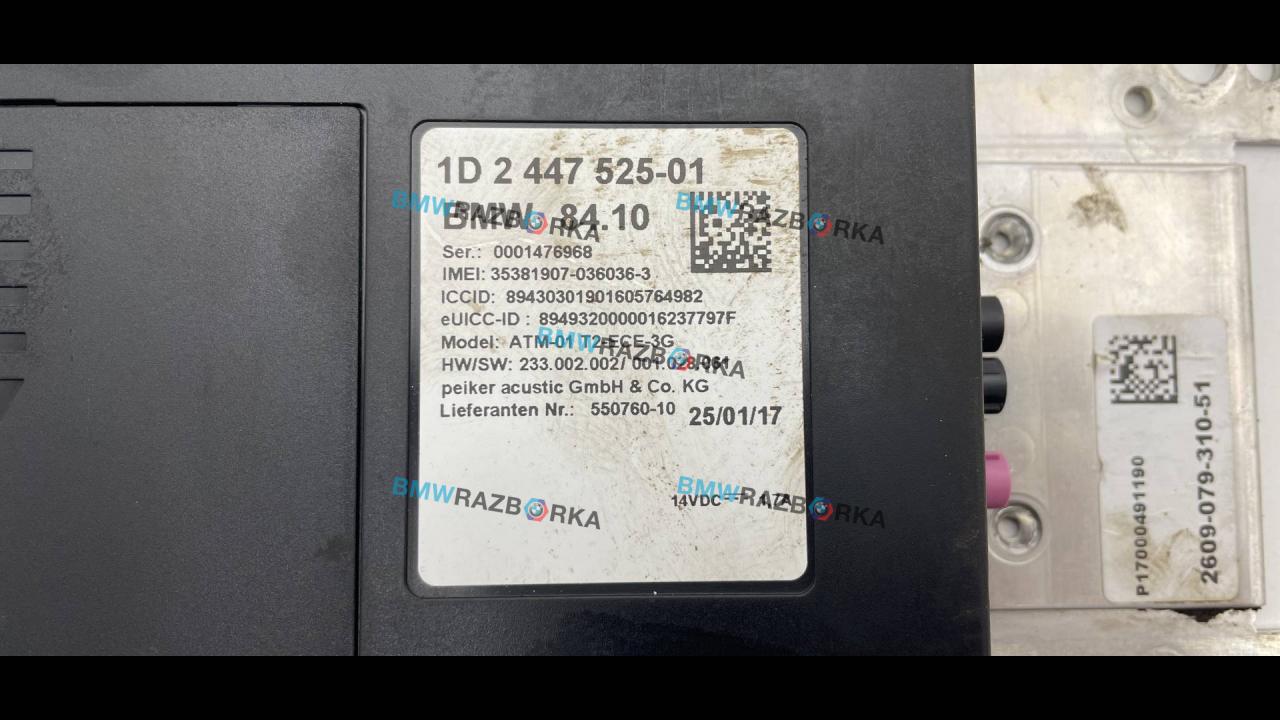 1D 2 447 525-01
BMW 84.10
Ser.: 0001476968
IMEI: 35381907-036036-3
ICCID: 89430301901605764982
eUICC-ID : 8949320000016237797F
Model: ATM-01 T2-ECE-3G
HW/SW: 233.002.002/ 001.028.061
peiker acustic GmbH & Co. KG
Lieferanten Nr.: 550760-10
25/01/17
14VDC 1,7A
BMWRAZBORKA
BMWRAZBORKA
BMWRAZBORKA
BMWRAZBORKA
BMWRAZBORKA
P17000491190
2609-079-310-51